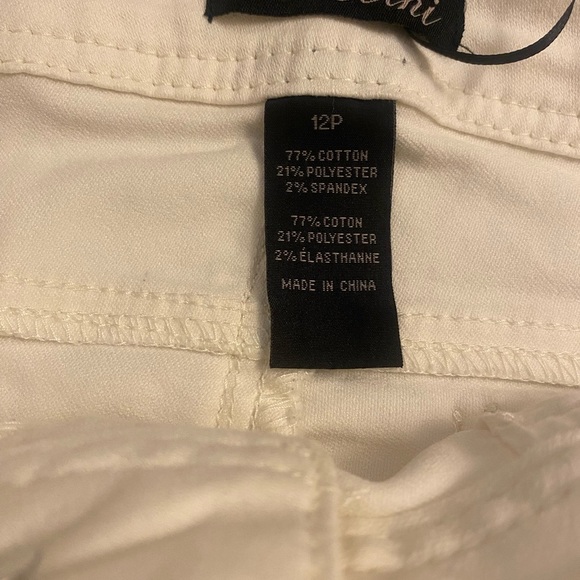 12P
77% COTTON
21% POLYESTER
2% SPANDEX
77% COTON
21% POLYESTER
2% ÉLASTHANNE
MADE IN CHINA